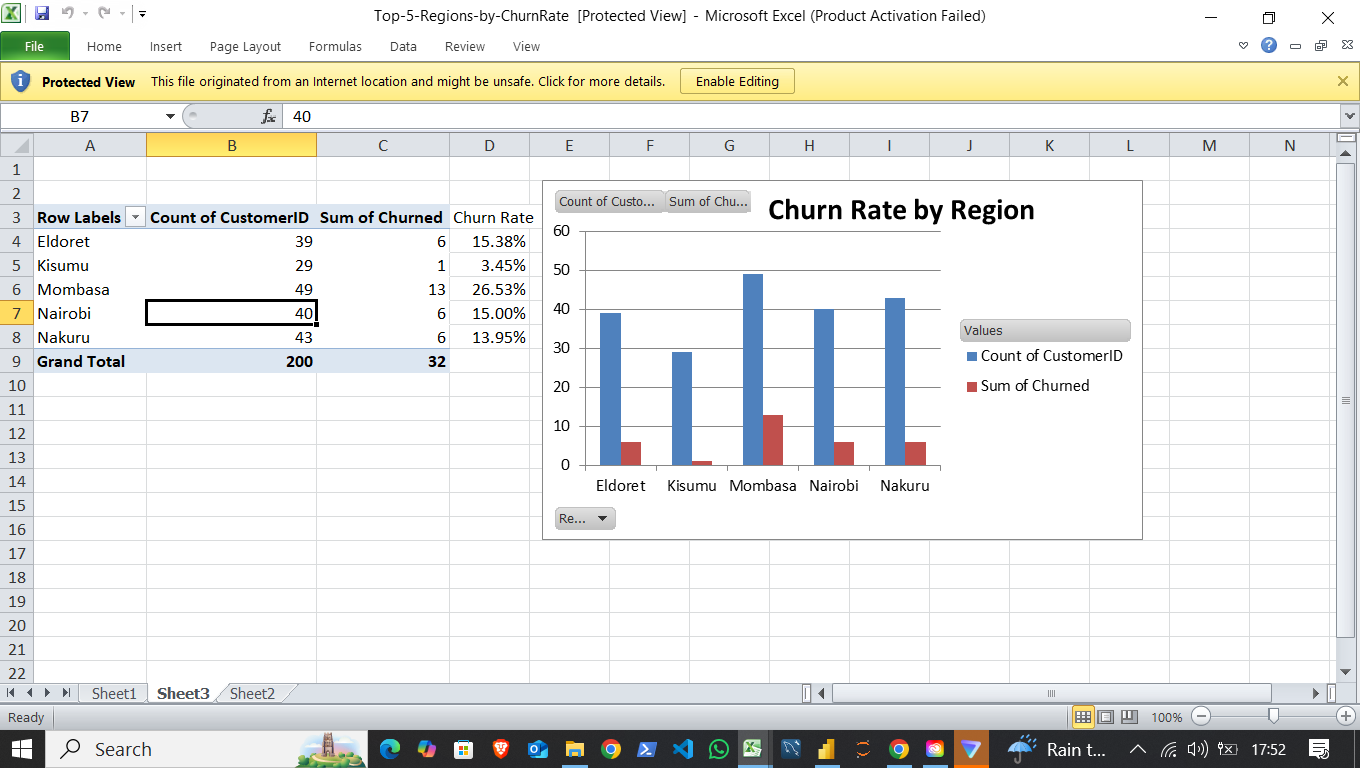 Top-5-Regions-by-ChurnRate [Protected View] - Microsoft Excel (Product Activation Failed)
File Home Insert Page Layout Formulas Data Review View
Protected View This file originated from an Internet location and might be unsafe. Click for more details. Enable Editing
B7 fx 40
A B C D E F G H I J K L M N
1
2
3 Row Labels Count of CustomerID Sum of Churned Churn Rate
4 Eldoret 39 6 15.38%
5 Kisumu 29 1 3.45%
6 Mombasa 49 13 26.53%
7 Nairobi 40 6 15.00%
8 Nakuru 43 6 13.95%
9 Grand Total 200 32
10
11
12
13
14
15
16
17
18
19
20
21
22
Count of Custo... Sum of Chu...
Churn Rate by Region
60
50
40
30
20
10
0
Eldoret Kisumu Mombasa Nairobi Nakuru
Values
Count of CustomerID
Sum of Churned
Re...
Sheet1 Sheet3 Sheet2
Ready 100%
Search Rain t... 17:52